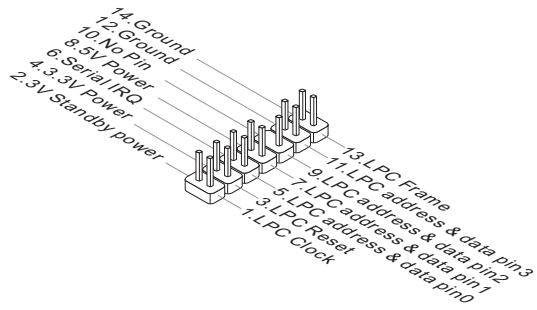 14.Ground
12.Ground
10.No Pin
8.5V Power
6.Serial IRQ
4.3.3V Power
2.3V Standby power
13.LPC Frame
11.LPC address & data pin3
9.LPC address & data pin2
7.LPC address & data pin1
5.LPC address & data pin0
3.LPC Reset
1.LPC Clock